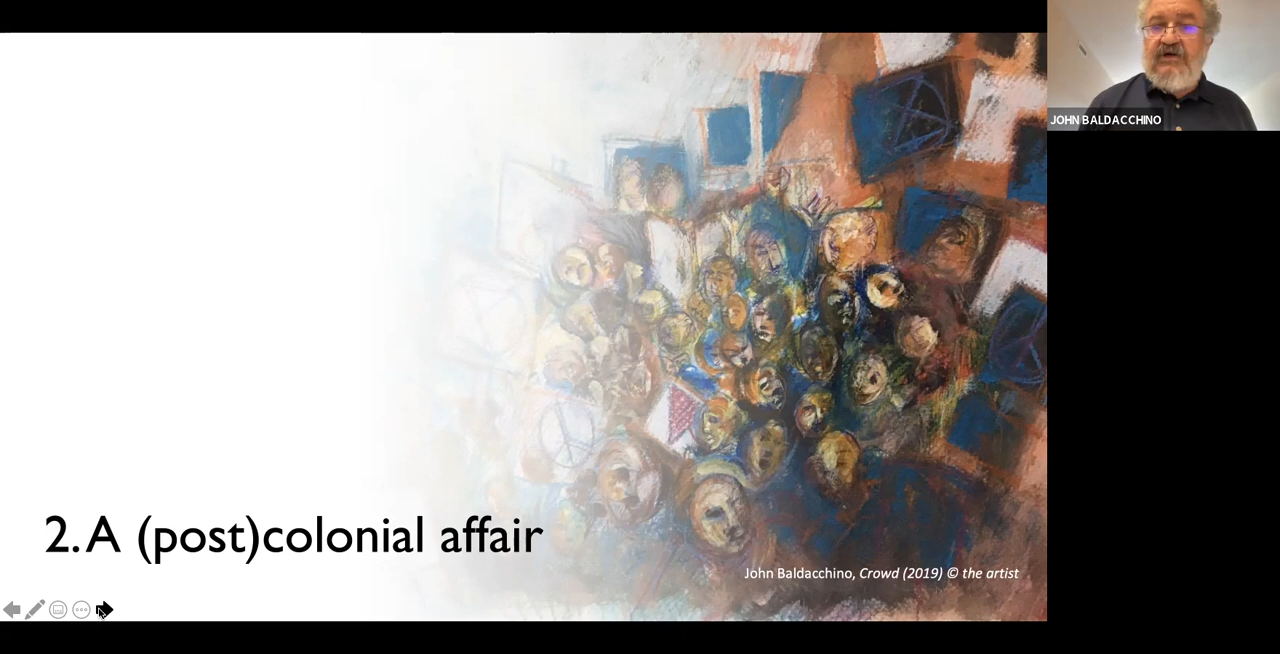 JOHN BALDACCHINO
2. A (post)colonial affair
John Baldacchino, Crowd (2019) © the artist